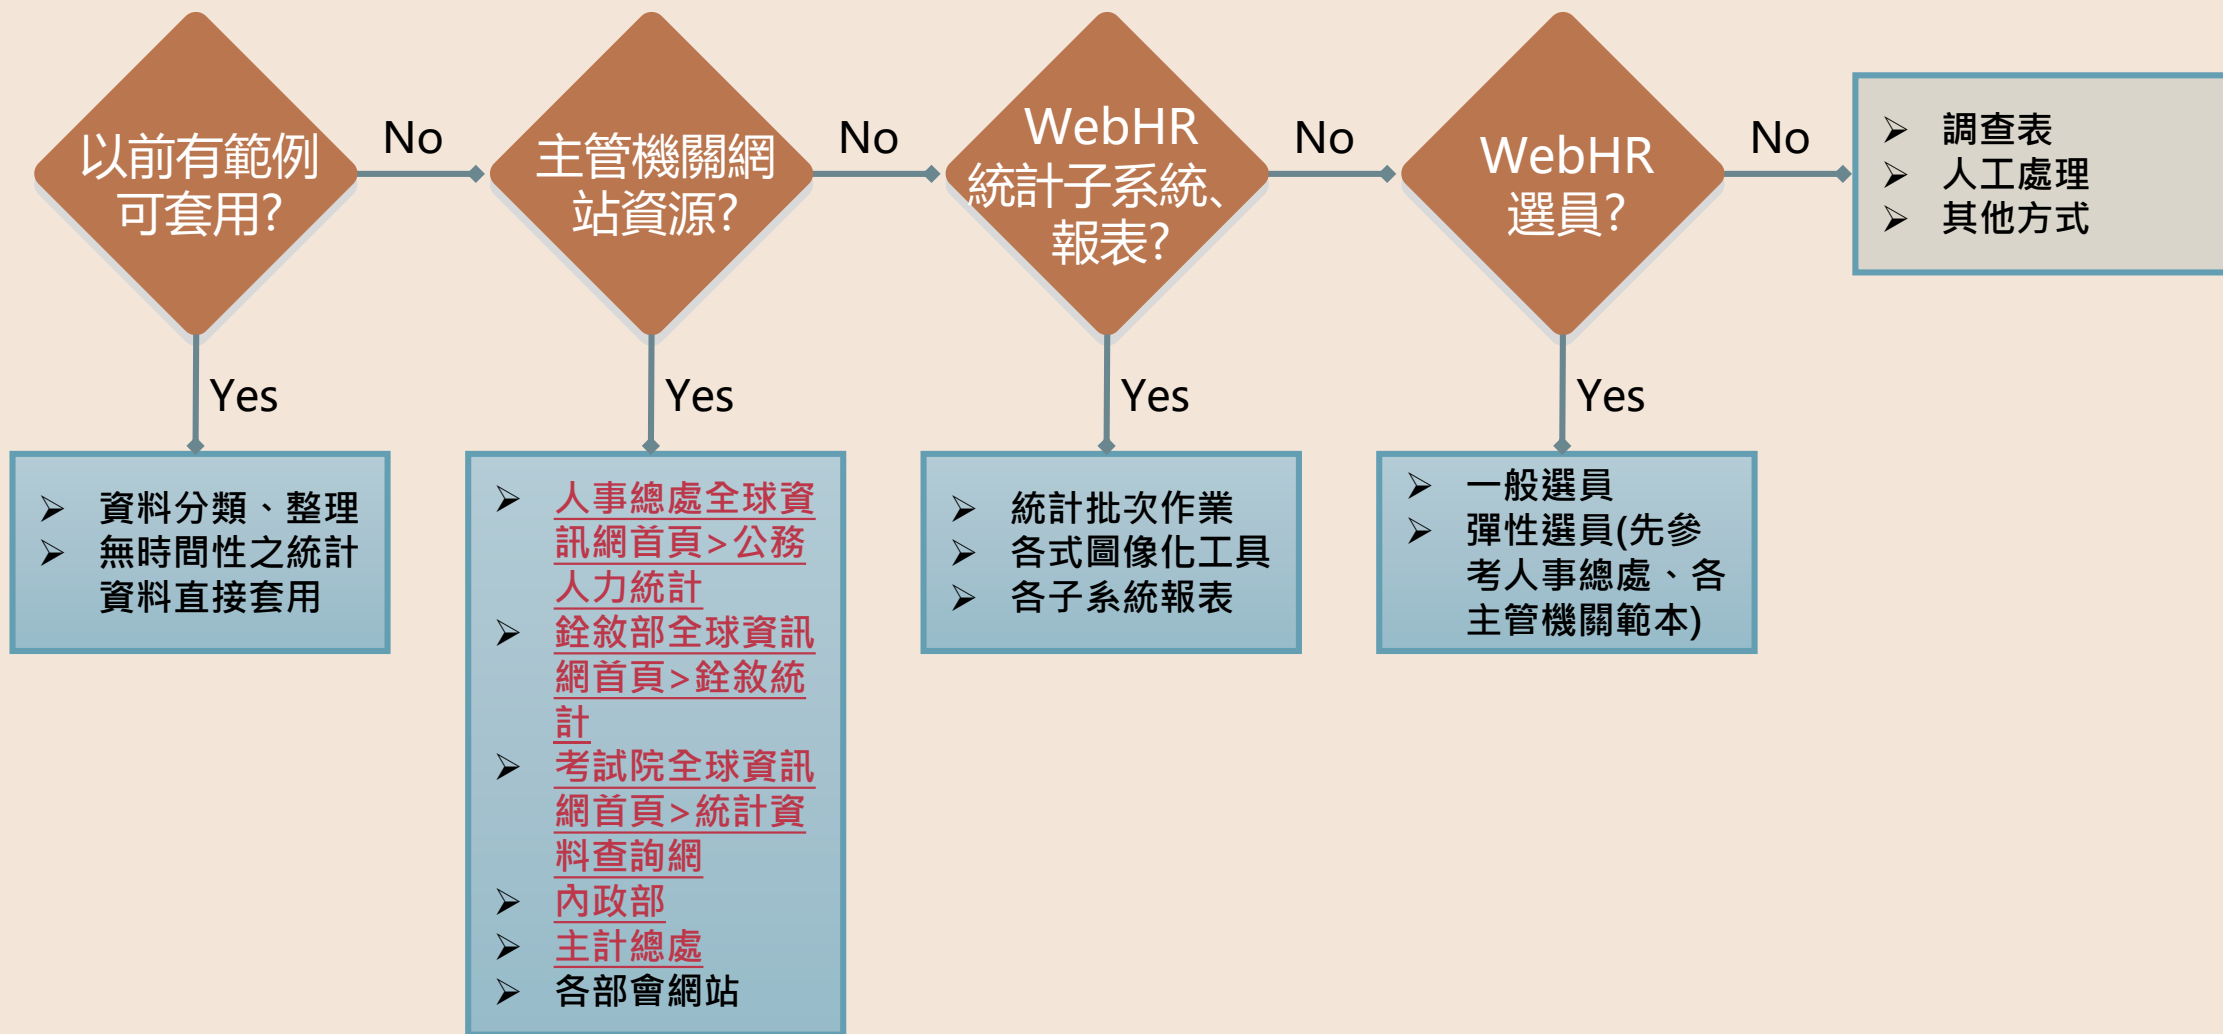 以前有範例
可套用?
No
主管機關網
站資源?
No
WebHR
統計子系統、
報表?
No
WebHR
選員?
No
➢ 調查表
➢ 人工處理
➢ 其他方式
Yes
➢ 資料分類、整理
➢ 無時間性之統計
資料直接套用
Yes
➢ 人事總處全球資
訊網首頁>公務
人力統計
➢ 銓敘部全球資訊
網首頁>銓敘統
計
➢ 考試院全球資訊
網首頁>統計資
料查詢網
➢ 內政部
➢ 主計總處
➢ 各部會網站
Yes
➢ 統計批次作業
➢ 各式圖像化工具
➢ 各子系統報表
Yes
➢ 一般選員
➢ 彈性選員(先參
考人事總處、各
主管機關範本)